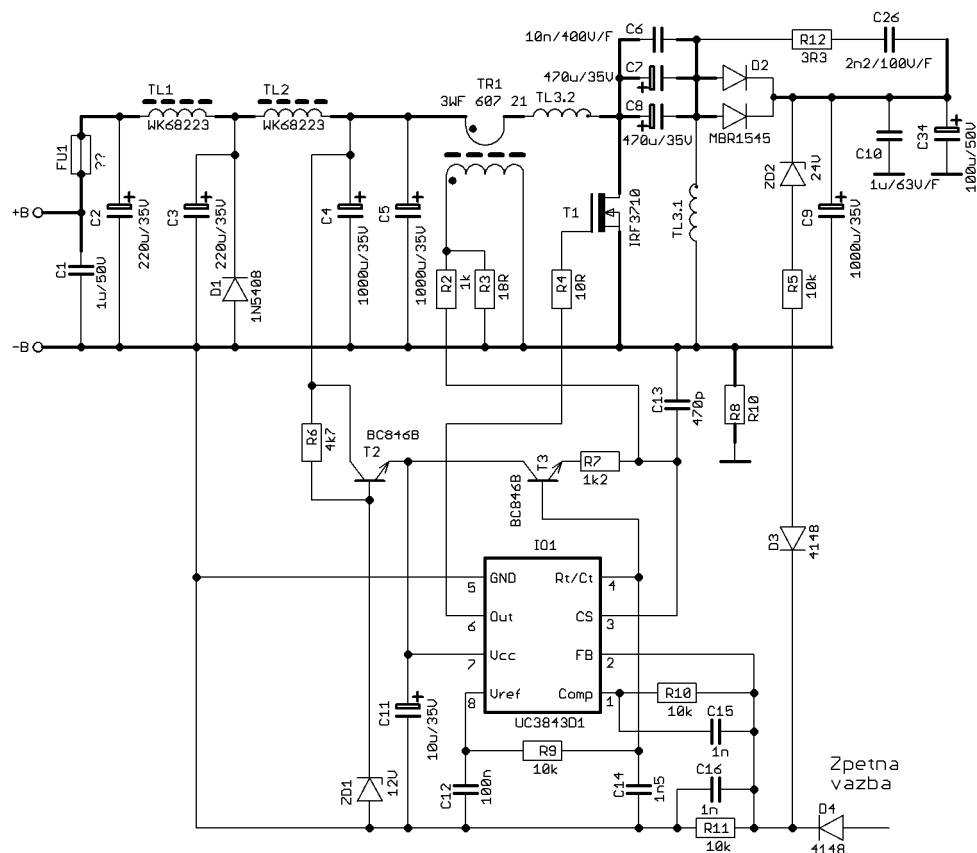 C6
10n/400V/F
C26
R12
3R3
2n2/100V/F
C7
470u/35V
D2
TR1
3WF 607 21
TL3.2
TL1
WK68223
TL2
WK68223
C8
470u/35V
MBR1545
FU1
??
C10
1u/63V/F
C34
100u/50V
ZD2
24V
+B
C2
220u/35V
C3
220u/35V
C4
1000u/35V
C5
1000u/35V
T1
IRF3710
TL3.1
C9
1000u/35V
C1
1u/50V
D1
1N5408
R2
1k
R3
18R
R4
10R
R5
10k
-B
C13
470p
R8
R10
R6
4k7
BC846B
T2
T3
BC846B
R7
1k2
D3
4148
IO1
GND
5
Rt/Ct
4
Out
6
CS
3
Vcc
7
FB
2
Vref
8
Comp
1
UC3843D1
R10
10k
C11
10u/35V
C15
1n
R9
10k
ZD1
12V
C12
100n
C14
1n5
C16
1n
R11
10k
Zpetna
vazba
D4
4148